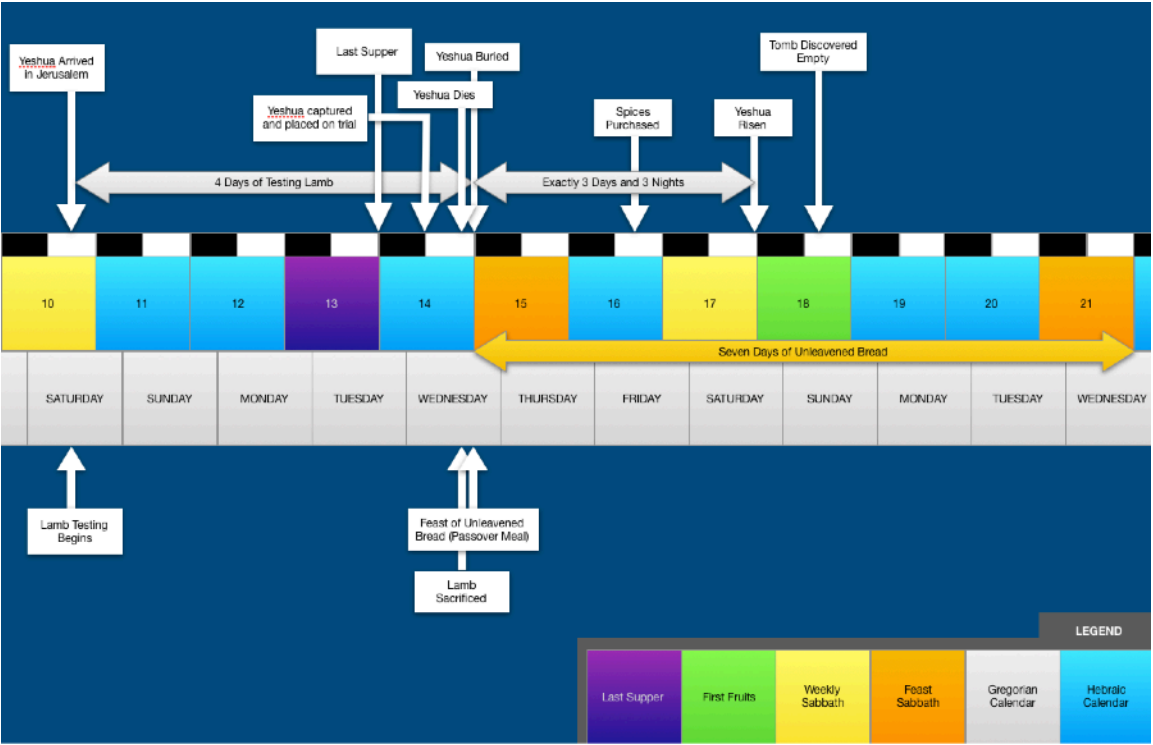 Yeshua Arrived
in Jerusalem
Last Supper
Yeshua Buried
Tomb Discovered
Empty
Yeshua Dies
Yeshua captured
and placed on trial
Spices
Purchased
Yeshua
Risen
4 Days of Testing Lamb
Exactly 3 Days and 3 Nights
10 11 12 13 14 15 16 17 18 19 20 21
Seven Days of Unleavened Bread
SATURDAY SUNDAY MONDAY TUESDAY WEDNESDAY THURSDAY FRIDAY SATURDAY SUNDAY MONDAY TUESDAY WEDNESDAY
Lamb Testing
Begins
Feast of Unleavened
Bread (Passover Meal)
Lamb
Sacrificed
LEGEND
Last Supper
First Fruits
Weekly
Sabbath
Feast
Sabbath
Gregorian
Calendar
Hebraic
Calendar